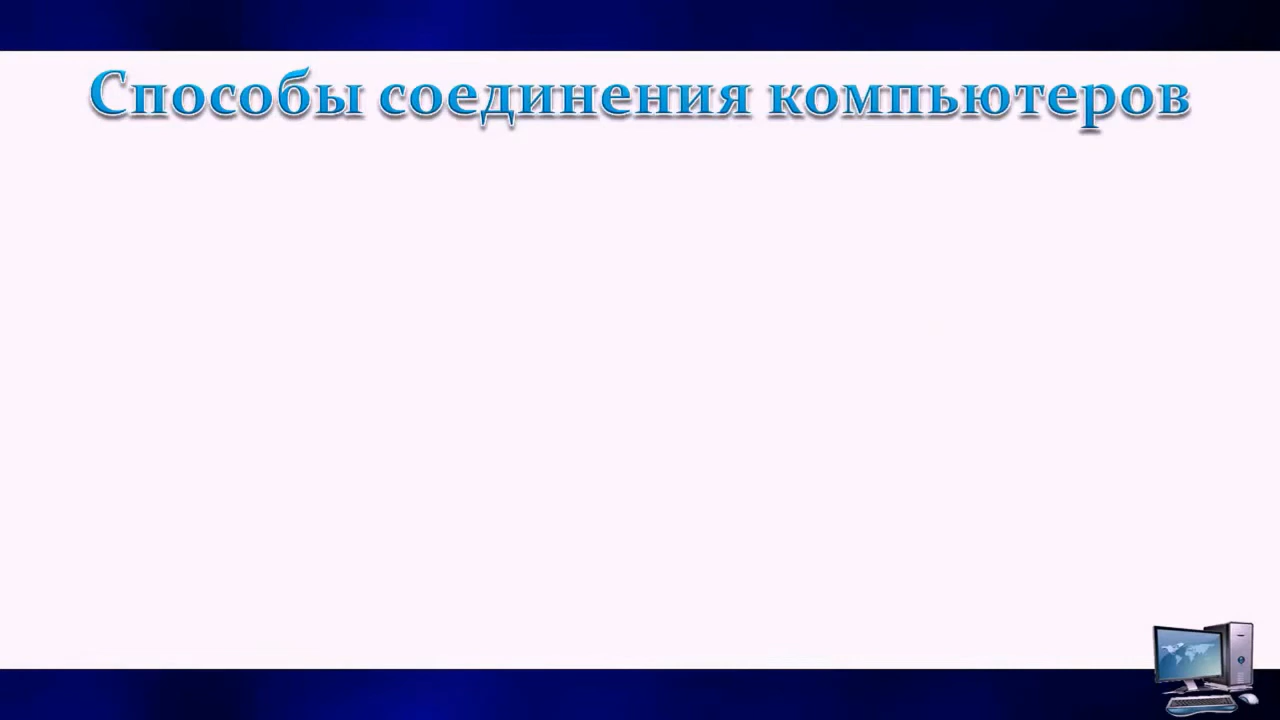 Способы соединения компьютеров